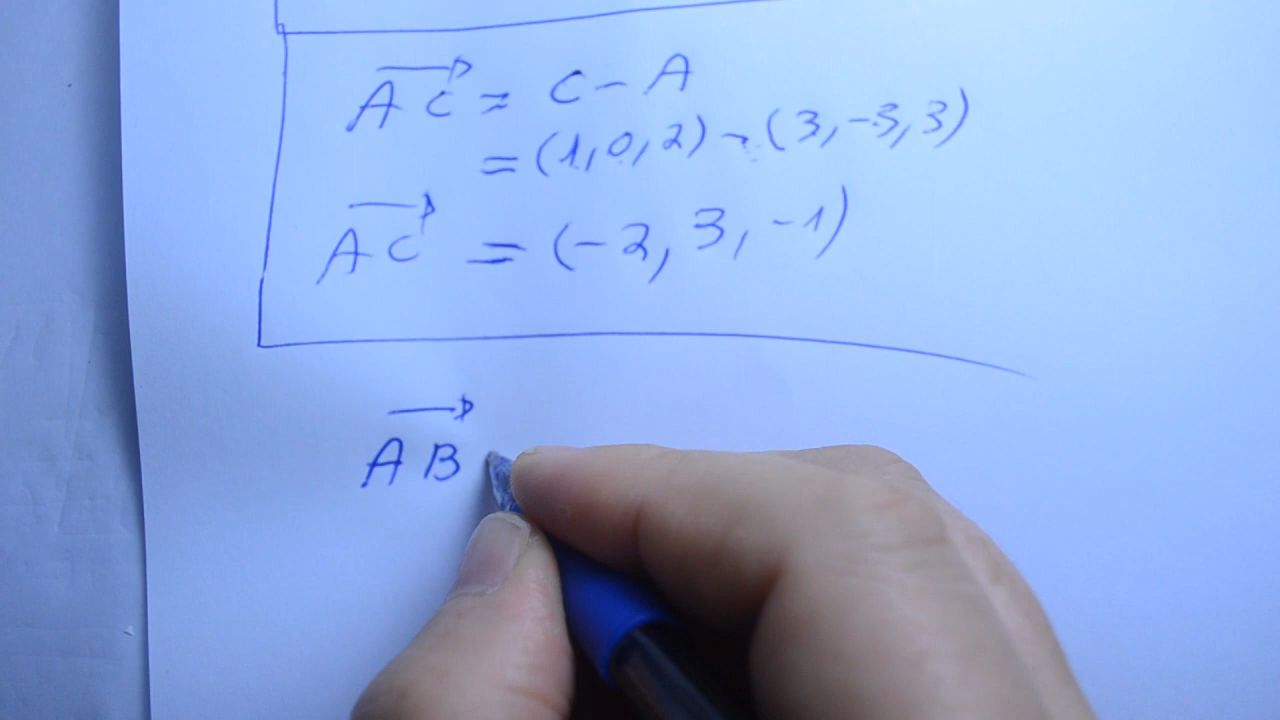 AC = C - A
= (1, 0, 2) - (3, -3, 3)
AC = (-2, 3, -1)
AB